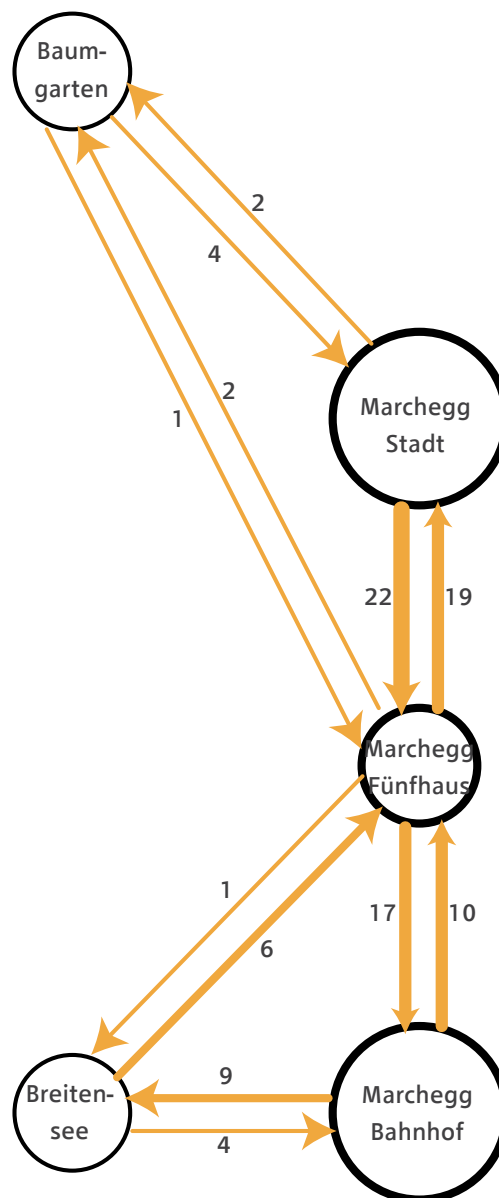 Baum-
garten
2
4
2
1
Marchegg
Stadt
22
19
Marchegg
Fünfhaus
1
6
17
10
9
4
Breiten-
see
Marchegg
Bahnhof